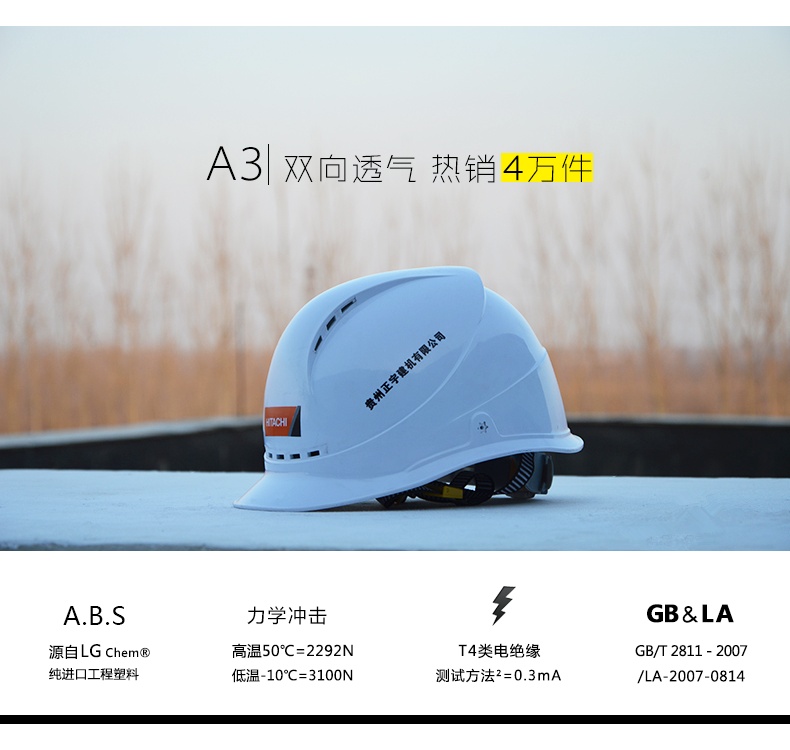 A3 双向透气 热销4万件
贵州正宇建机有限公司
HITACHI
A.B.S
源自LG Chem®
纯进口工程塑料
力学冲击
高温50℃=2292N
低温-10℃=3100N
T4类电绝缘
测试方法²=0.3mA
GB&LA
GB/T 2811 - 2007
/LA-2007-0814